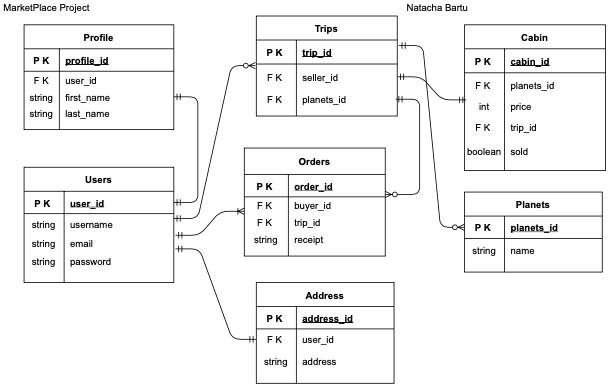 MarketPlace Project
Natacha Bartu
Profile
P K profile_id
F K user_id
string first_name
string last_name
Trips
P K trip_id
F K seller_id
F K planets_id
Cabin
P K cabin_id
F K planets_id
int price
F K trip_id
boolean sold
Users
P K user_id
string username
string email
string password
Orders
P K order_id
F K buyer_id
F K trip_id
string receipt
Planets
P K planets_id
string name
Address
P K address_id
F K user_id
string address